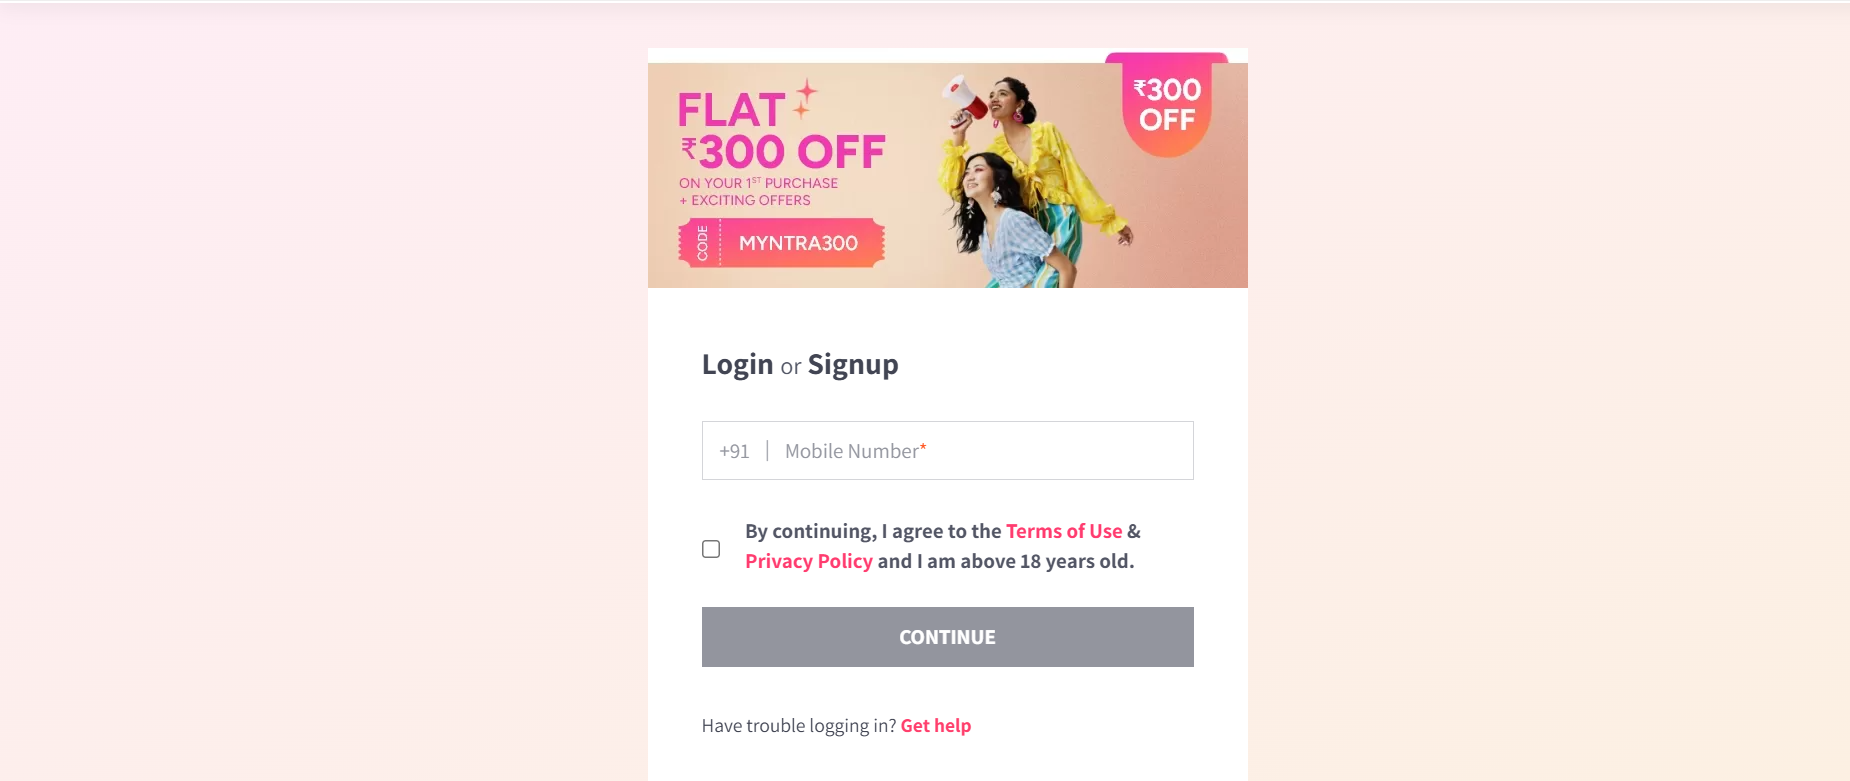 FLAT
₹300 OFF
ON YOUR 1ST PURCHASE
+ EXCITING OFFERS
CODE
MYNTRA300
₹300
OFF
Login or Signup
+91 | Mobile Number*
By continuing, I agree to the Terms of Use &
Privacy Policy and I am above 18 years old.
CONTINUE
Have trouble logging in? Get help